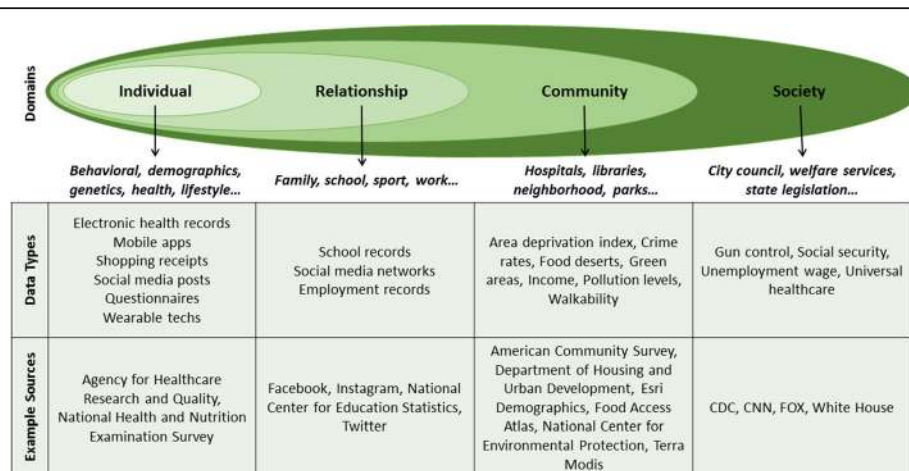 Domains
Individual
Relationship
Community
Society
Behavioral, demographics,
genetics, health, lifestyle...
Family, school, sport, work...
Hospitals, libraries,
neighborhood, parks...
City council, welfare services,
state legislation...
Data Types
Electronic health records
Mobile apps
Shopping receipts
Social media posts
Questionnaires
Wearable techs
School records
Social media networks
Employment records
Area deprivation index, Crime
rates, Food deserts, Green
areas, Income, Pollution levels,
Walkability
Gun control, Social security,
Unemployment wage, Universal
healthcare
Example Sources
Agency for Healthcare
Research and Quality,
National Health and Nutrition
Examination Survey
Facebook, Instagram, National
Center for Education Statistics,
Twitter
American Community Survey,
Department of Housing and
Urban Development, Esri
Demographics, Food Access
Atlas, National Center for
Environmental Protection, Terra
Modis
CDC, CNN, FOX, White House